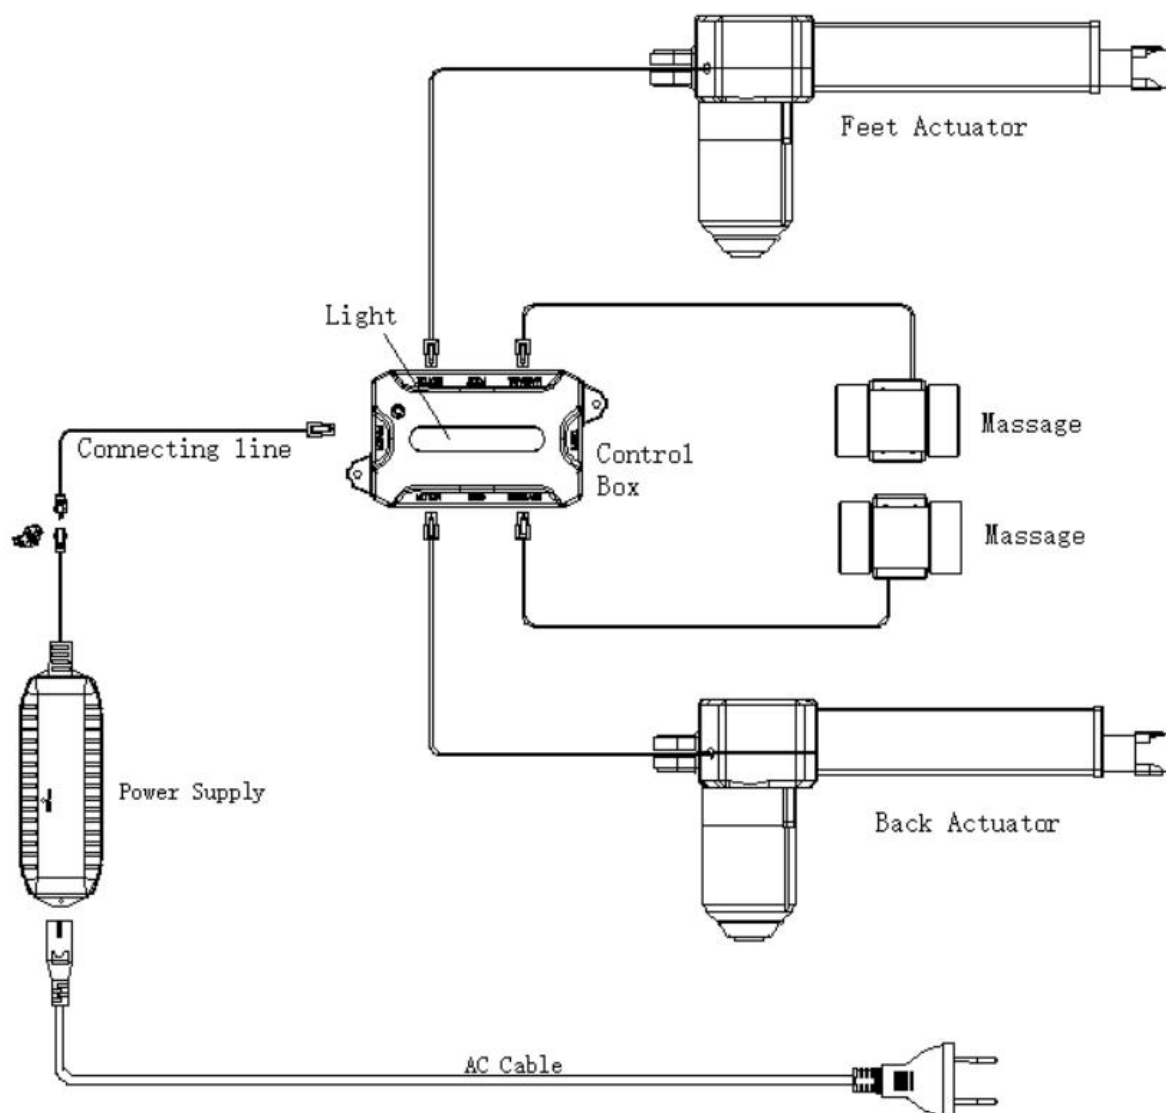 Feet Actuator
Light
Massage
Connecting line
Control
Box
Massage
Power Supply
Back Actuator
AC Cable